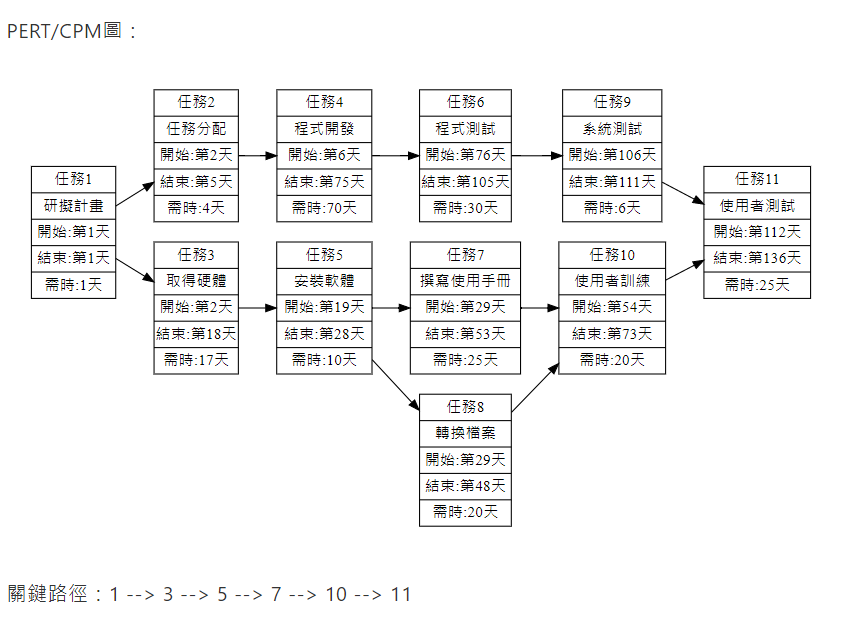 PERT/CPM圖：
任務1
研擬計畫
開始:第1天
結束:第1天
需時:1天
任務2
任務分配
開始:第2天
結束:第5天
需時:4天
任務3
取得硬體
開始:第2天
結束:第18天
需時:17天
任務4
程式開發
開始:第6天
結束:第75天
需時:70天
任務5
安裝軟體
開始:第19天
結束:第28天
需時:10天
任務6
程式測試
開始:第76天
結束:第105天
需時:30天
任務7
撰寫使用手冊
開始:第29天
結束:第53天
需時:25天
任務8
轉換檔案
開始:第29天
結束:第48天
需時:20天
任務9
系統測試
開始:第106天
結束:第111天
需時:6天
任務10
使用者訓練
開始:第54天
結束:第73天
需時:20天
任務11
使用者測試
開始:第112天
結束:第136天
需時:25天
關鍵路徑：1 --> 3 --> 5 --> 7 --> 10 --> 11